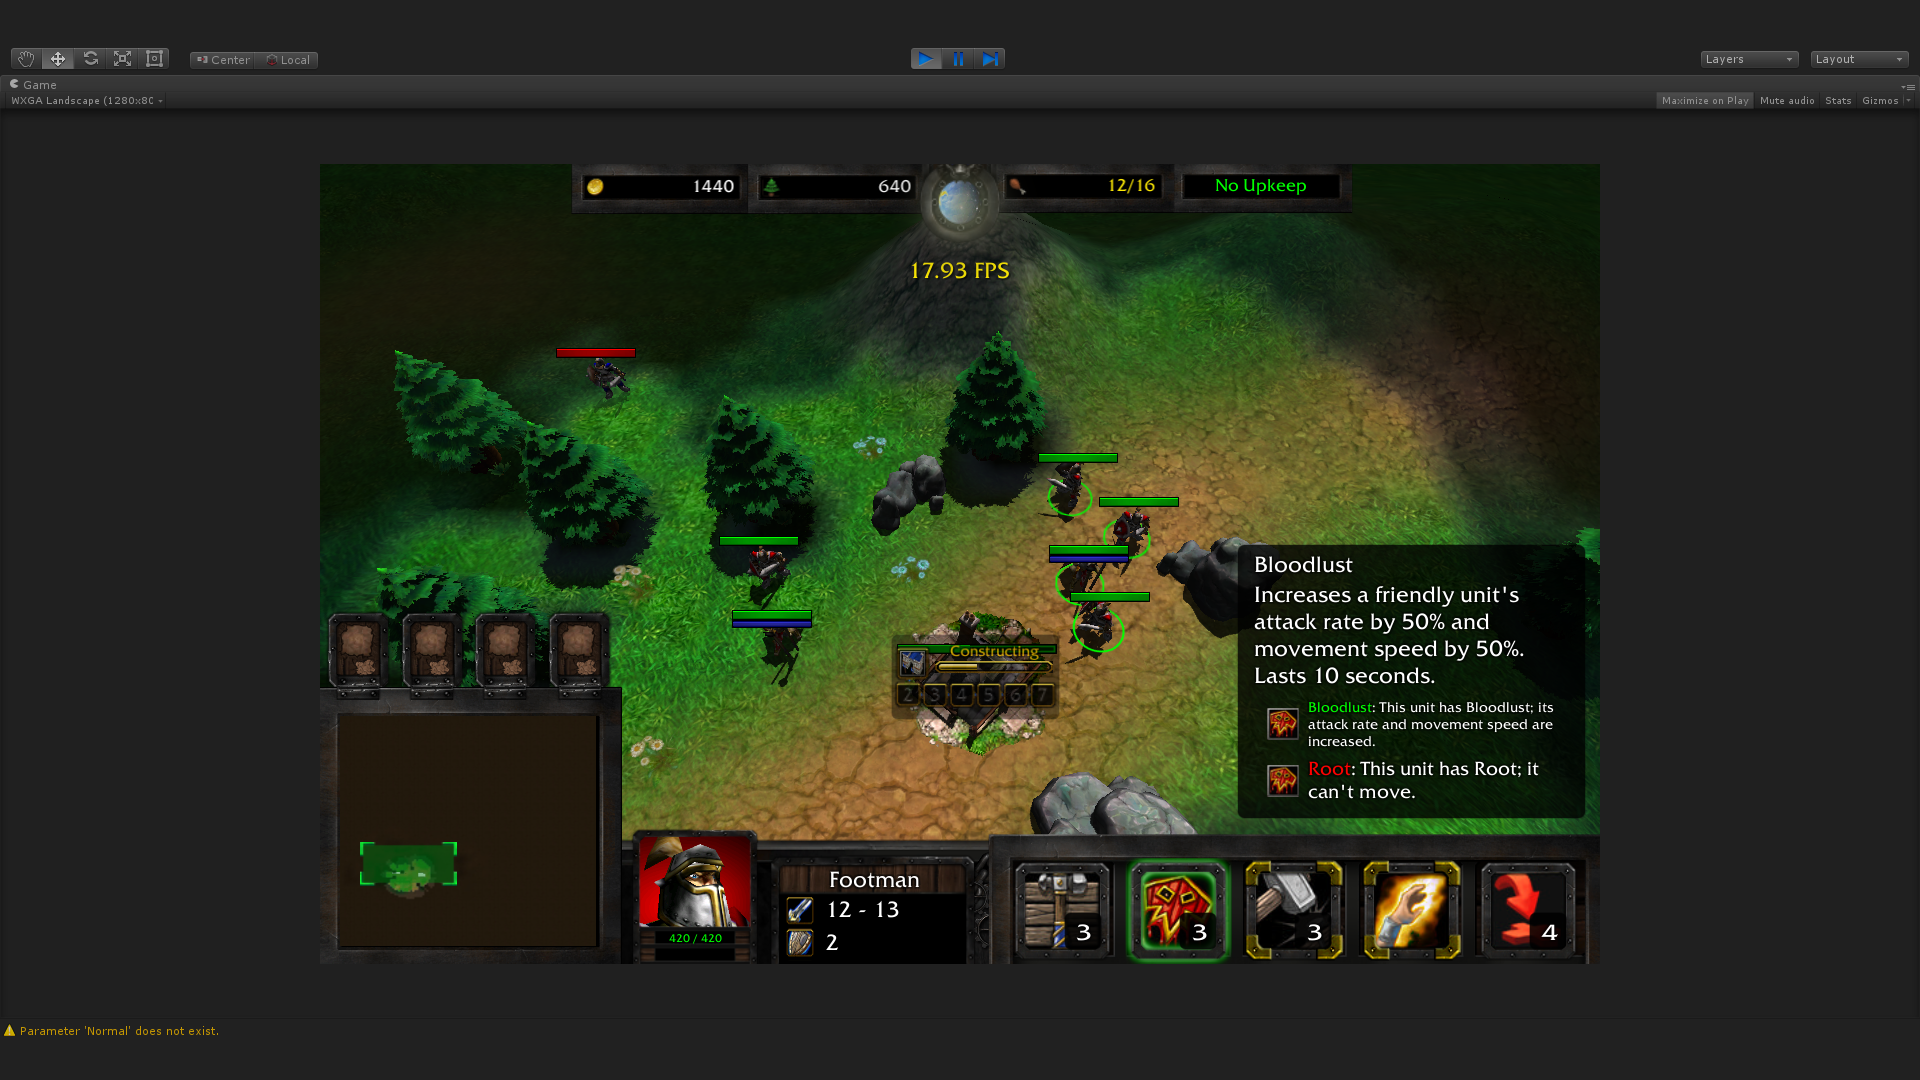 Center Local
Layers
Layout
Game
WXGA Landscape (1280x80
Maximize on Play Mute audio Stats Gizmos
1440
640
12/16
No Upkeep
17.93 FPS
Constructing
2 3 4 5 6 7
Bloodlust
Increases a friendly unit's
attack rate by 50% and
movement speed by 50%.
Lasts 10 seconds.
Bloodlust: This unit has Bloodlust; its
attack rate and movement speed are
increased.
Root: This unit has Root; it
can't move.
420 / 420
Footman
12 - 13
2
3
3
3
4
Parameter 'Normal' does not exist.